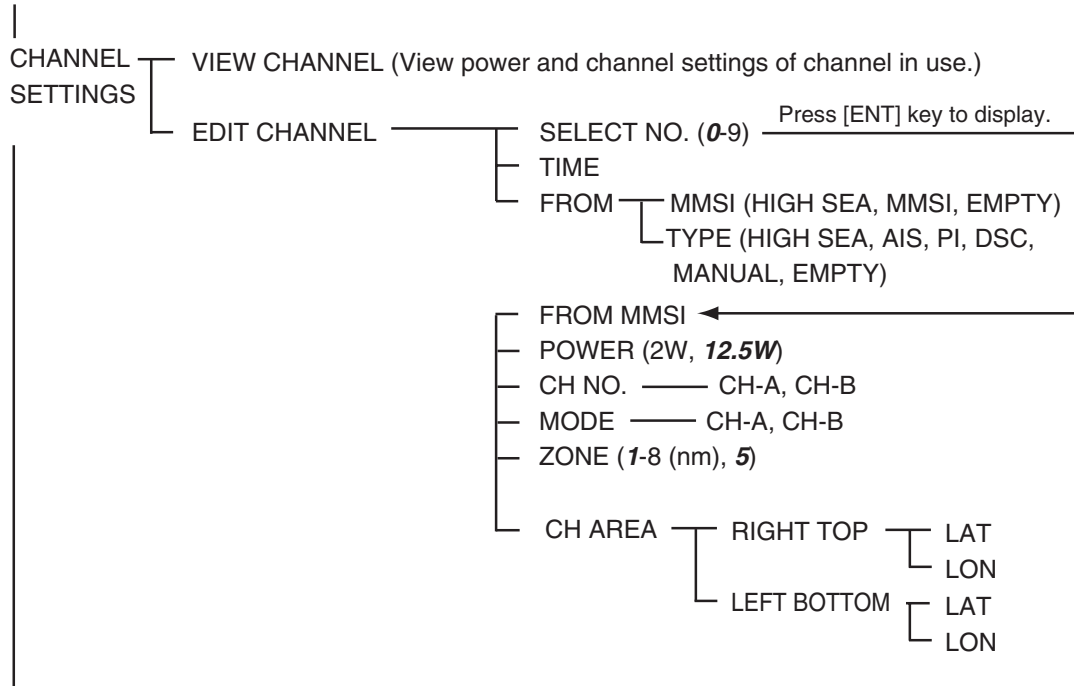 CHANNEL
SETTINGS
VIEW CHANNEL (View power and channel settings of channel in use.)
EDIT CHANNEL
SELECT NO. (0-9)
Press [ENT] key to display.
TIME
FROM
MMSI (HIGH SEA, MMSI, EMPTY)
TYPE (HIGH SEA, AIS, PI, DSC,
MANUAL, EMPTY)
FROM MMSI
POWER (2W, 12.5W)
CH NO.
CH-A, CH-B
MODE
CH-A, CH-B
ZONE (1-8 (nm), 5)
CH AREA
RIGHT TOP
LAT
LON
LEFT BOTTOM
LAT
LON